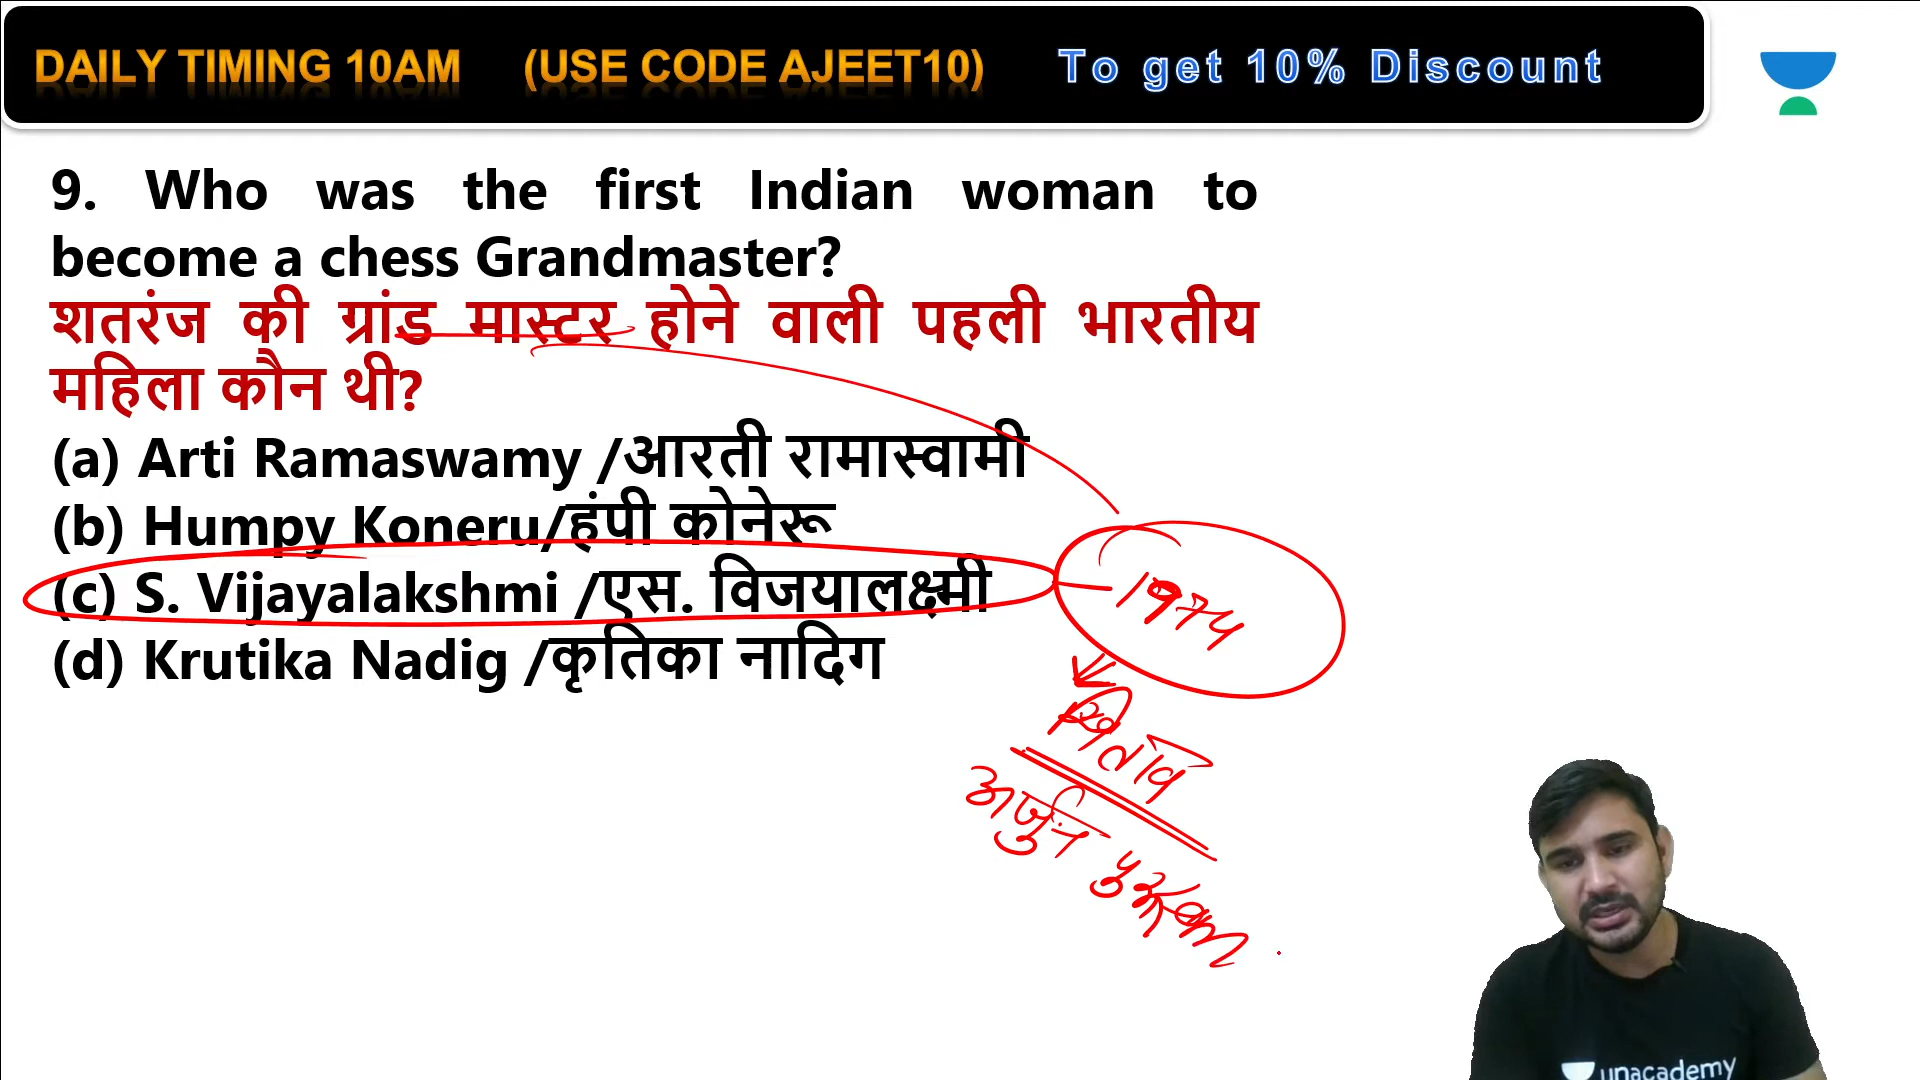 DAILY TIMING 10AM (USE CODE AJEET10) To get 10% Discount
9. Who was the first Indian woman to
become a chess Grandmaster?
शतरंज की ग्रांड मास्टर होने वाली पहली भारतीय
महिला कौन थी?
(a) Arti Ramaswamy /आरती रामास्वामी
(b) Humpy Koneru/हंपी कोनेरू
(c) S. Vijayalakshmi /एस. विजयालक्ष्मी
(d) Krutika Nadig /कृतिका नादिग
अर्जुन
unacademy